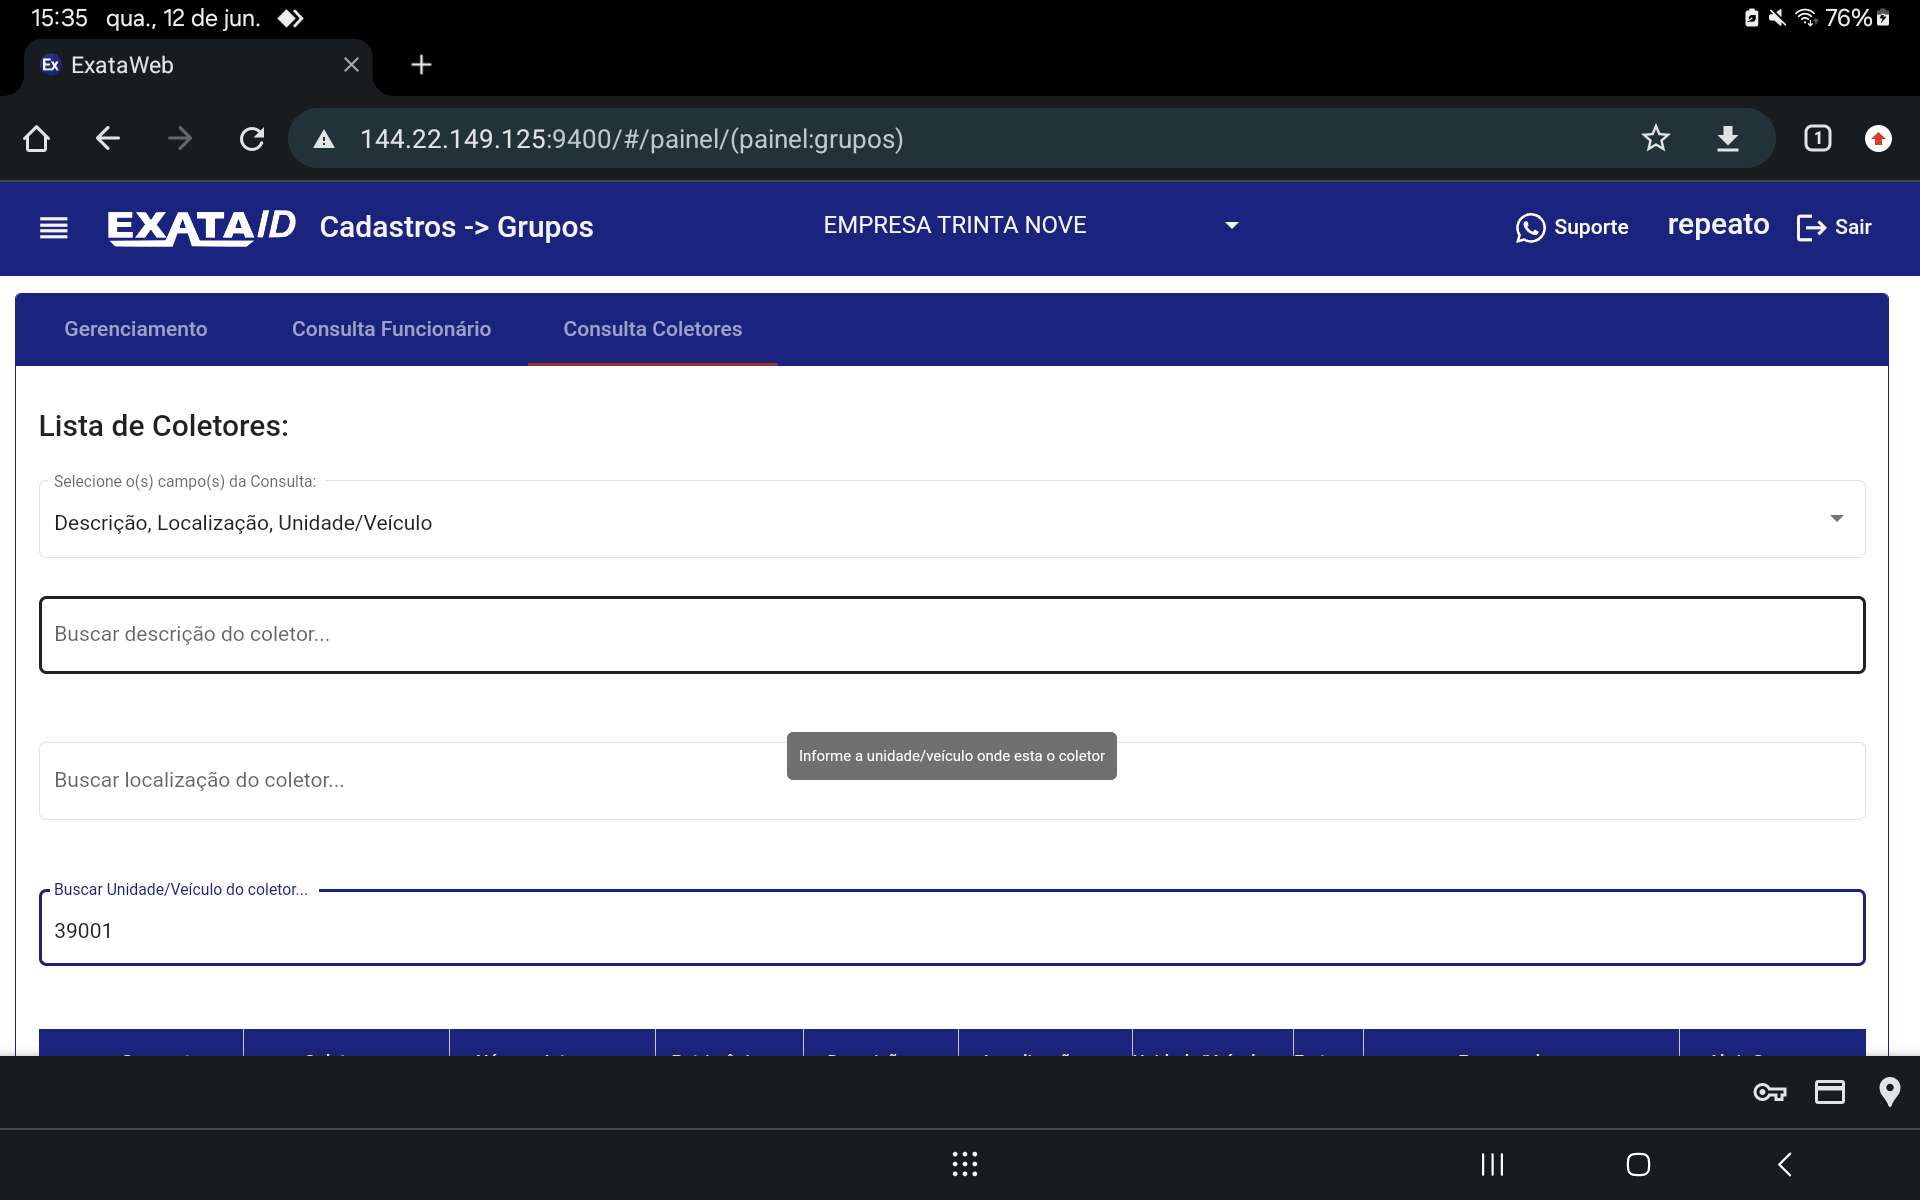 15:35 qua., 12 de jun. 76%
Ex ExataWeb
144.22.149.125:9400/#/painel/(painel:grupos) 1
EXATA ID Cadastros -> Grupos EMPRESA TRINTA NOVE Suporte repeato Sair
Gerenciamento Consulta Funcionário Consulta Coletores
Lista de Coletores:
Selecione o(s) campo(s) da Consulta:
Descrição, Localização, Unidade/Veículo
Buscar descrição do coletor...
Informe a unidade/veículo onde esta o coletor
Buscar localização do coletor...
Buscar Unidade/Veículo do coletor...
39001